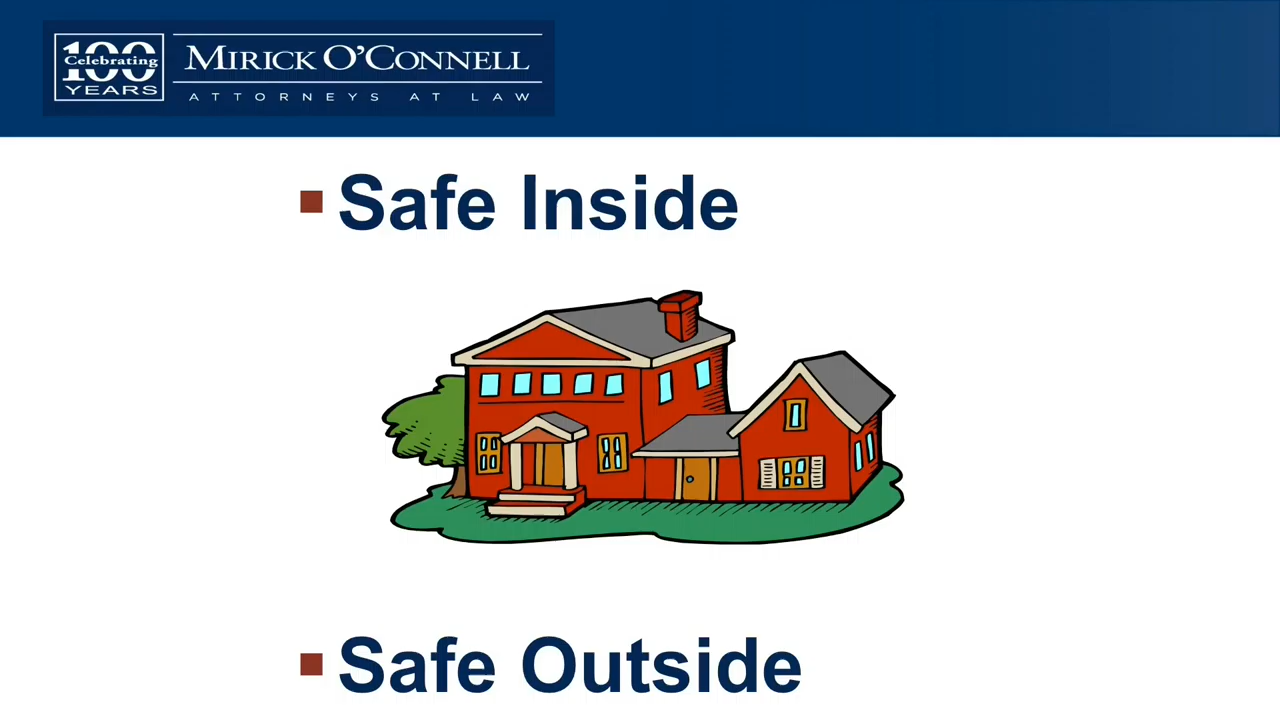 100
Celebrating
YEARS
MIRICK O'CONNELL
ATTORNEYS AT LAW
Safe Inside
Safe Outside